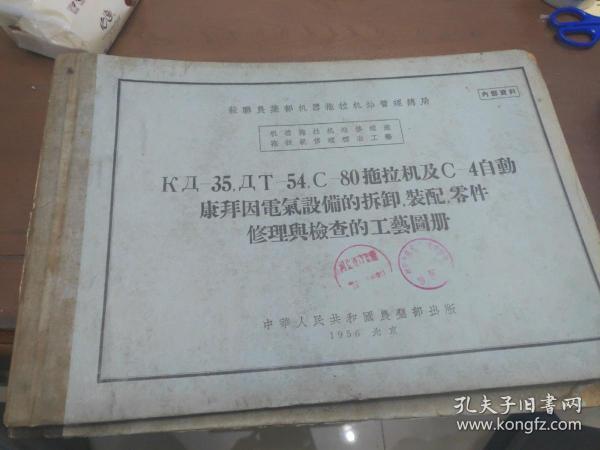 蘇聯農業部机器拖拉机站管理總局
內部資料
КД-35,ДТ-54,С-80拖拉机及С-4自動
康拜因電氣設備的拆卸,裝配,零件
修理與檢查的工藝圖册
中華人民共和國農業部出版
1956 北京
孔夫子旧书网
www.kongfz.com